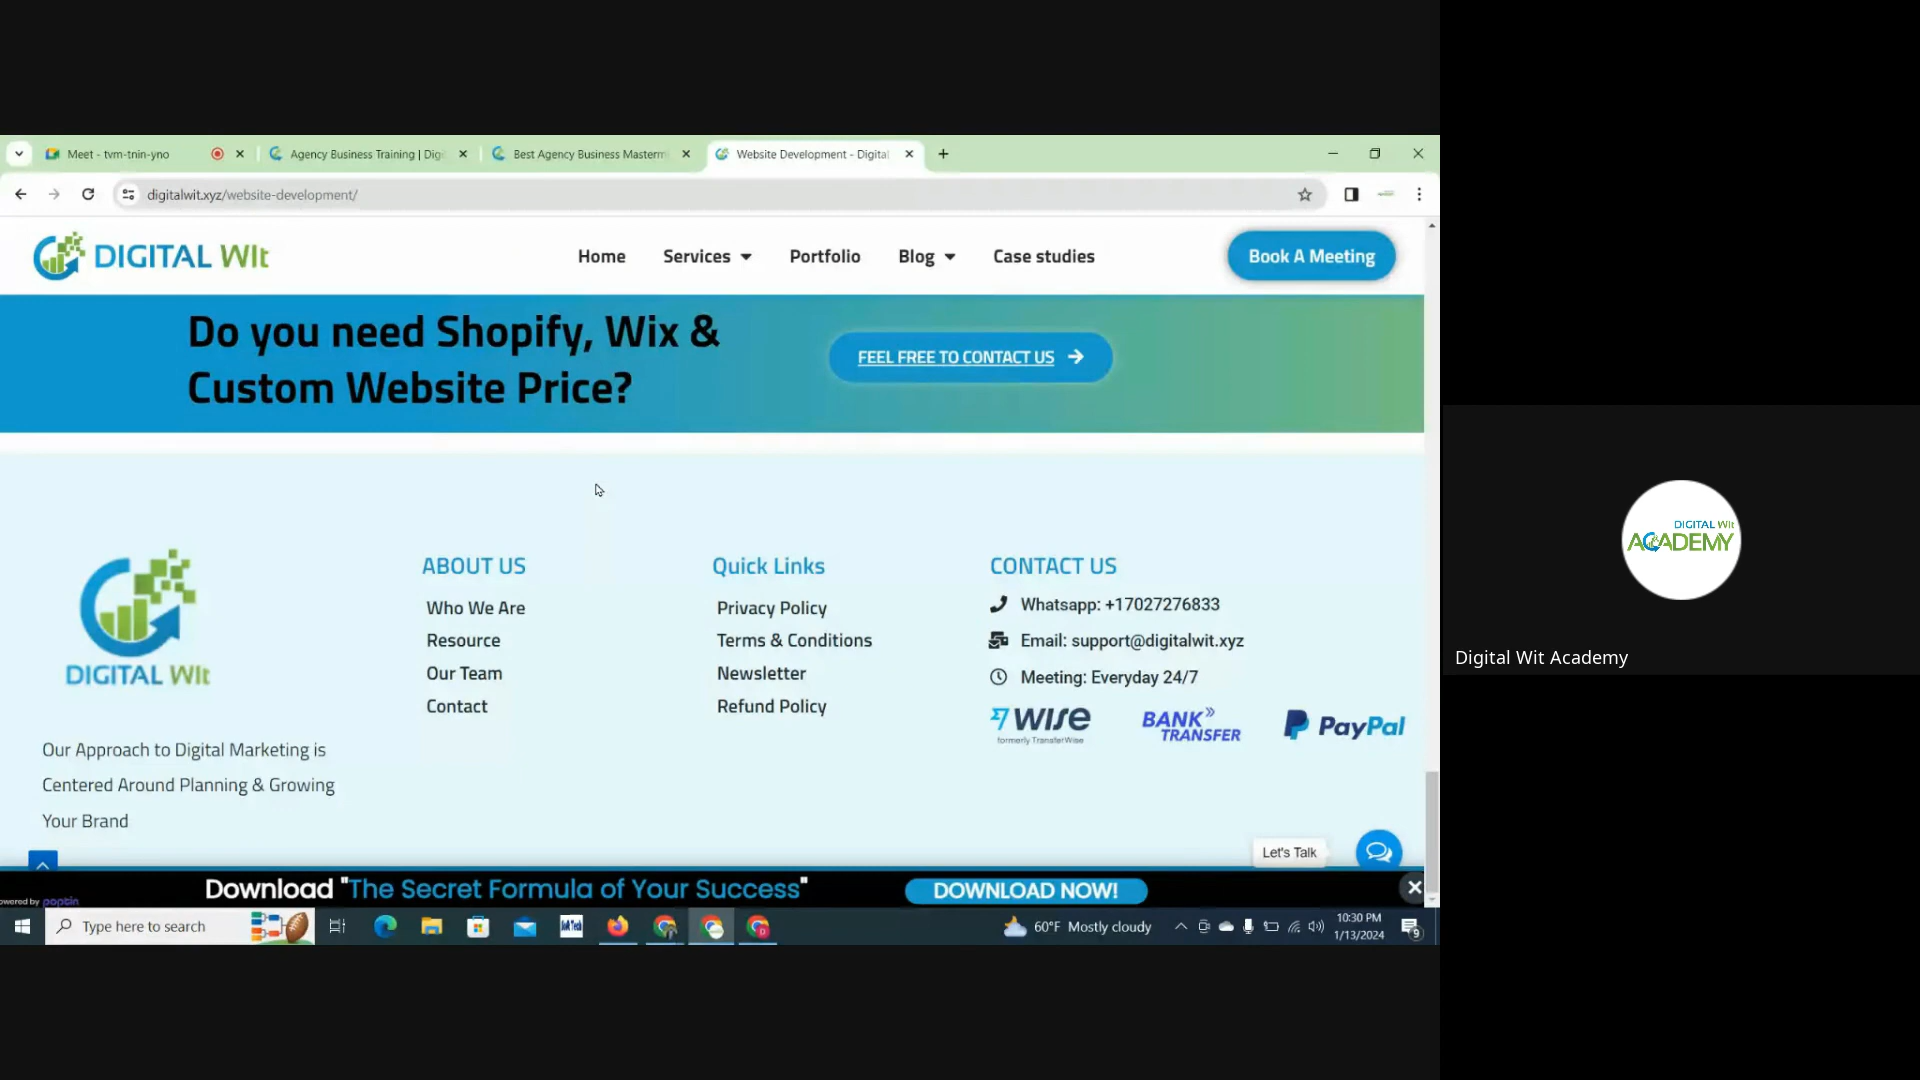 Meet - tvm-tnin-yno
Agency Business Training | Dig
Best Agency Business Masterm
Website Development - Digital
digitalwit.xyz/website-development/
DIGITAL WIt
Home
Services
Portfolio
Blog
Case studies
Book A Meeting
Do you need Shopify, Wix &
Custom Website Price?
FEEL FREE TO CONTACT US
DIGITAL WIt
Our Approach to Digital Marketing is
Centered Around Planning & Growing
Your Brand
ABOUT US
Who We Are
Resource
Our Team
Contact
Quick Links
Privacy Policy
Terms & Conditions
Newsletter
Refund Policy
CONTACT US
Whatsapp: +17027276833
Email: support@digitalwit.xyz
Meeting: Everyday 24/7
WISE
formerly TransferWise
BANK
TRANSFER
PayPal
Let's Talk
Download "The Secret Formula of Your Success"
DOWNLOAD NOW!
owered by poptin
Type here to search
60°F Mostly cloudy
10:30 PM
1/13/2024
9
DIGITAL WIt
ACADEMY
Digital Wit Academy